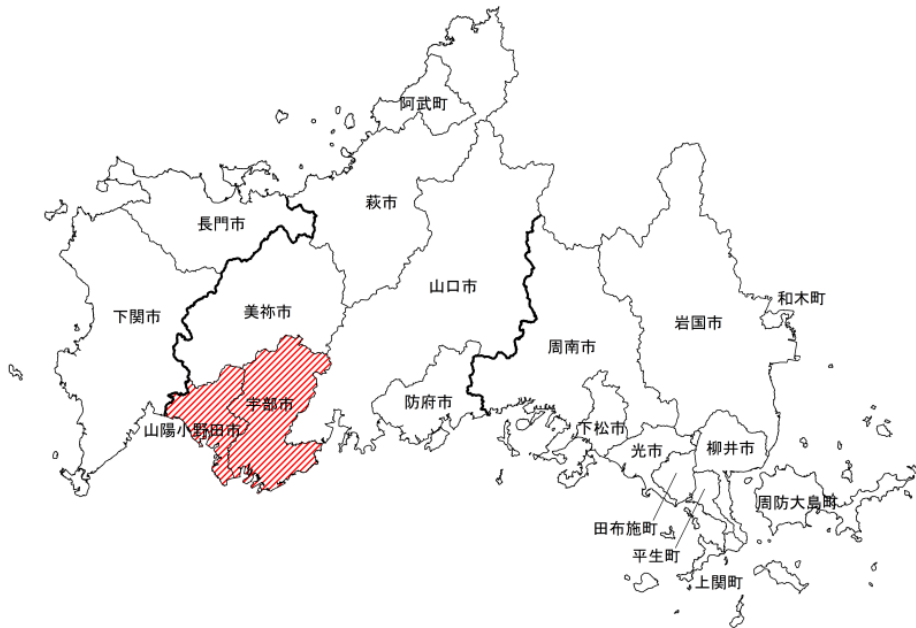 阿武町
萩市
長門市
山口市
和木町
美祢市
下関市
岩国市
周南市
宇部市
防府市
山陽小野田市
下松市
光市
柳井市
周防大島町
田布施町
平生町
上関町